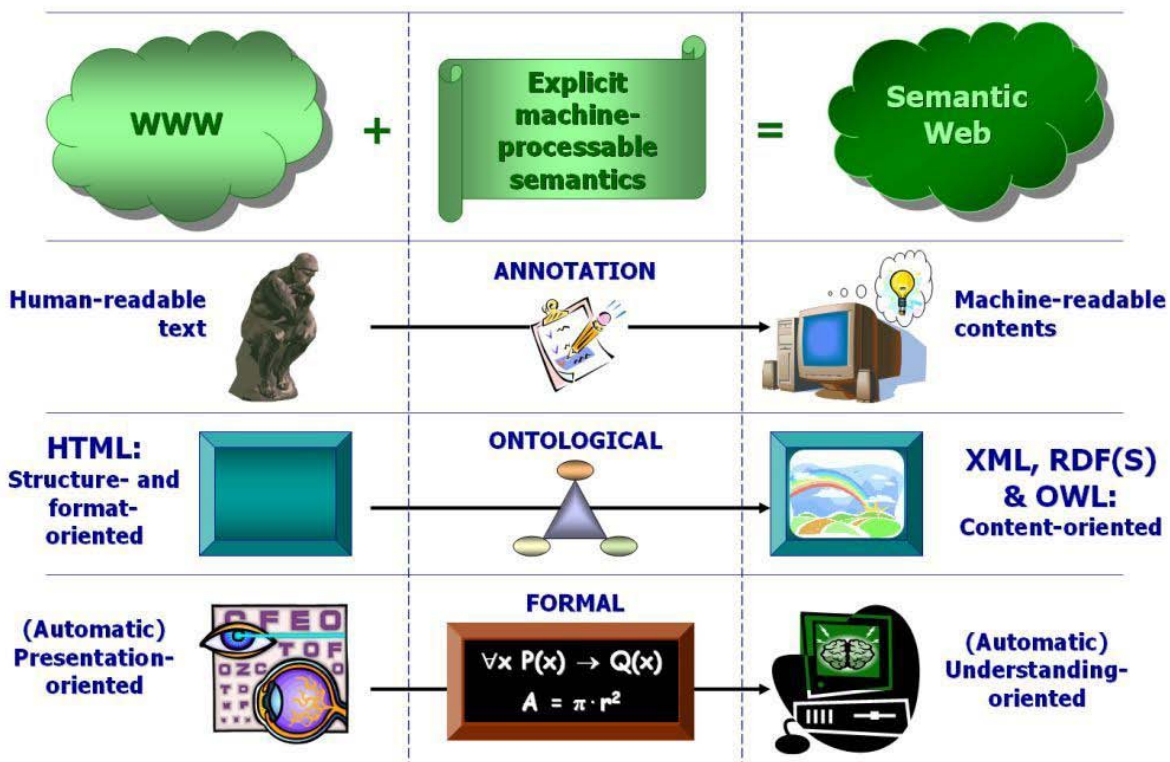 WWW
+
Explicit
machine-
processable
semantics
=
Semantic
Web
Human-readable
text
ANNOTATION
Machine-readable
contents
HTML:
Structure- and
format-
oriented
ONTOLOGICAL
XML, RDF(S)
& OWL:
Content-oriented
(Automatic)
Presentation-
oriented
FORMAL
∀x P(x) → Q(x)
A = π · r²
(Automatic)
Understanding-
oriented